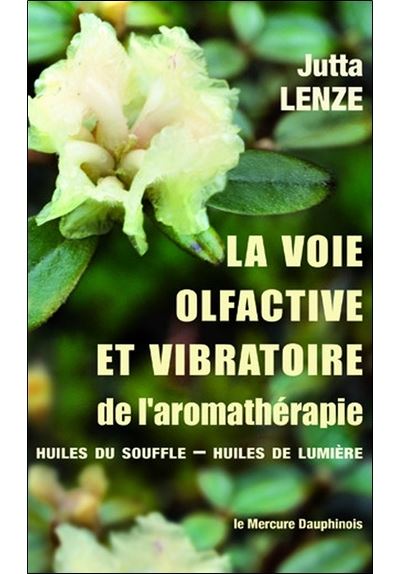 Jutta
LENZE
LA VOIE
OLFACTIVE
ET VIBRATOIRE
de l'aromathérapie
HUILES DU SOUFFLE – HUILES DE LUMIÈRE
le Mercure Dauphinois